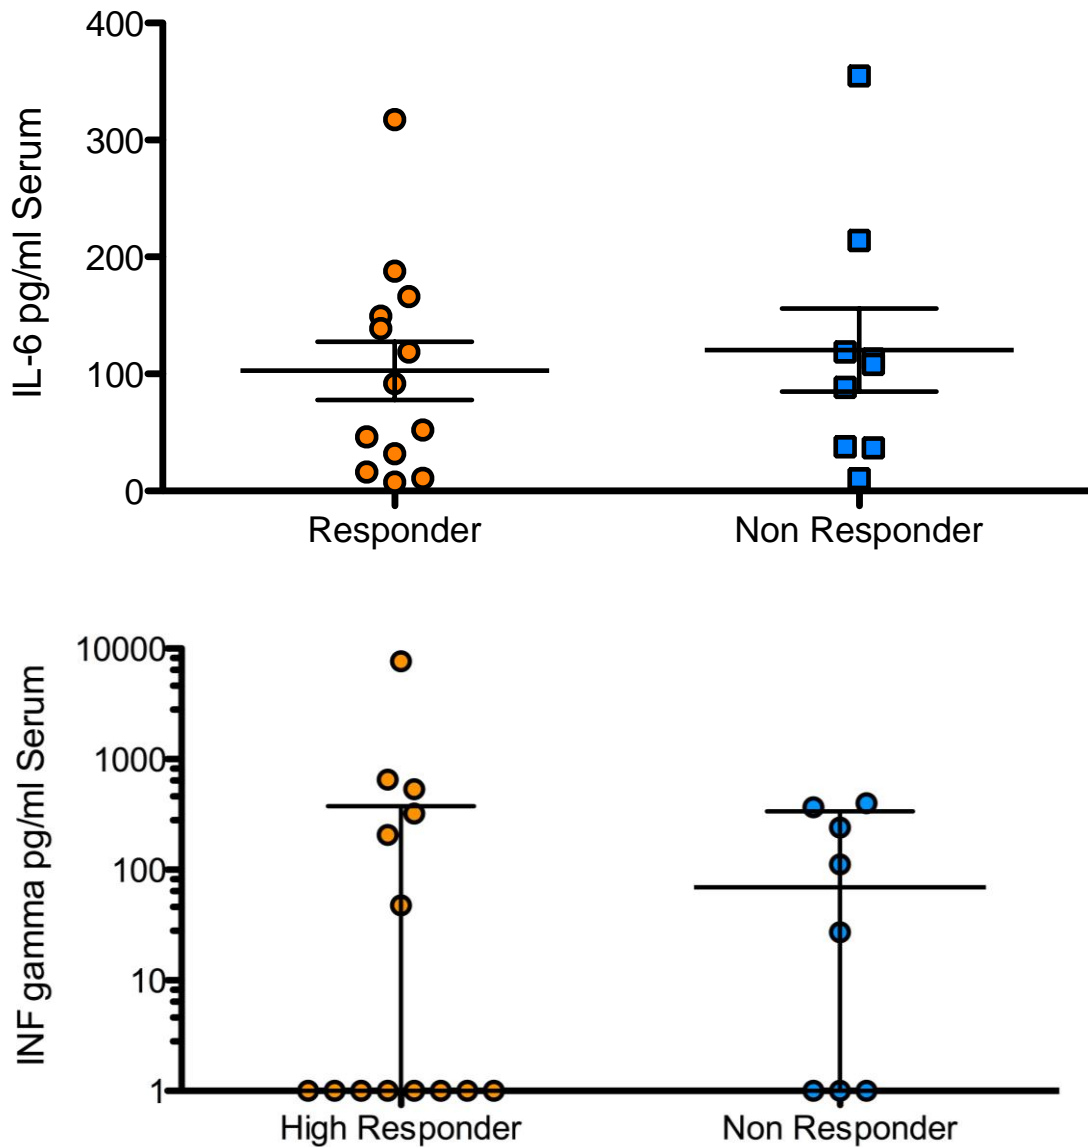 IL-6 pg/ml Serum
400
300
200
100
0
Responder
Non Responder
INF gamma pg/ml Serum
10000
1000
100
10
1
High Responder
Non Responder